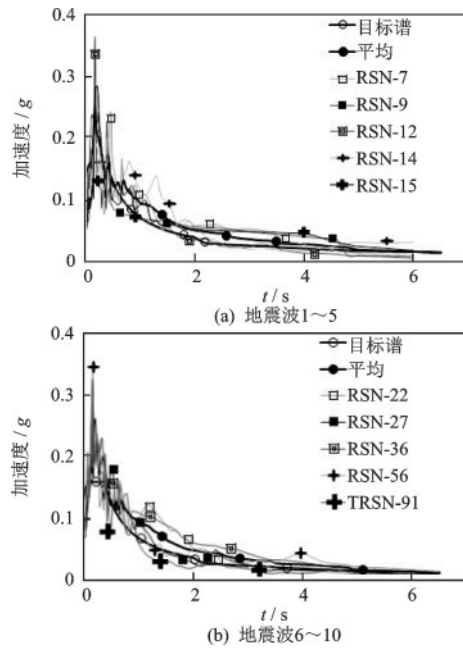 0.4
0.3
0.2
0.1
0
加速度 / g
目标谱
平均
RSN-7
RSN-9
RSN-12
RSN-14
RSN-15
0 2 4 6
t / s
(a) 地震波1～5
0.4
0.3
0.2
0.1
0
加速度 / g
目标谱
平均
RSN-22
RSN-27
RSN-36
RSN-56
TRSN-91
0 2 4 6
t / s
(b) 地震波6～10